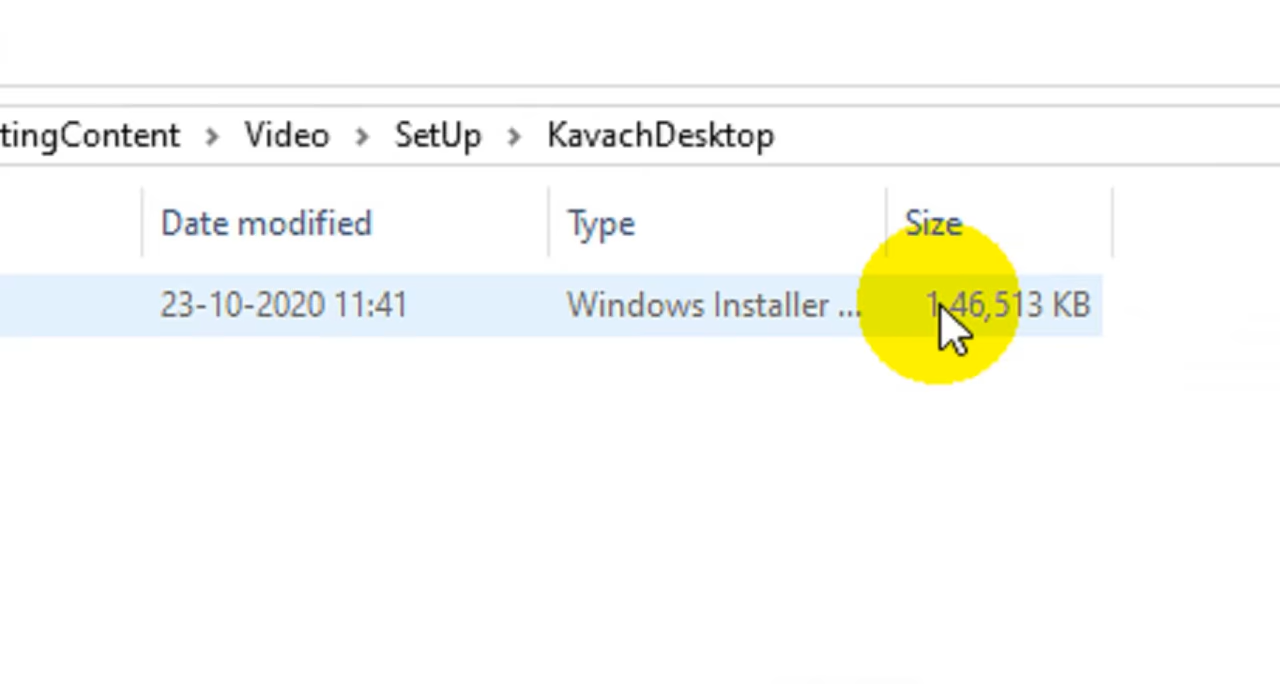 tingContent > Video > SetUp > KavachDesktop
Date modified Type Size
23-10-2020 11:41 Windows Installer ... 1,46,513 KB